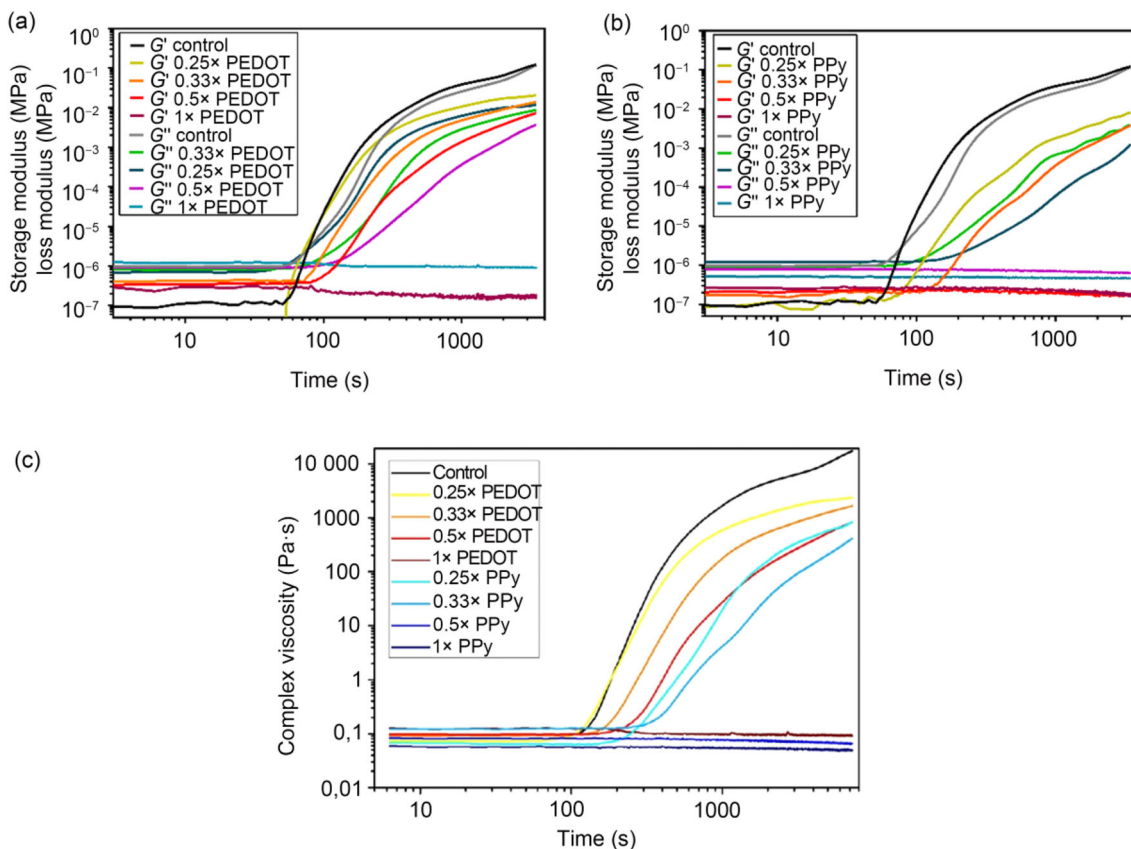 (a)
Storage modulus (MPa)
loss modulus (MPa)
10⁰
10⁻¹
10⁻²
10⁻³
10⁻⁴
10⁻⁵
10⁻⁶
10⁻⁷
G' control
G' 0.25× PEDOT
G' 0.33× PEDOT
G' 0.5× PEDOT
G' 1× PEDOT
G" control
G" 0.33× PEDOT
G" 0.25× PEDOT
G" 0.5× PEDOT
G" 1× PEDOT
10 100 1000
Time (s)
(b)
Storage modulus (MPa)
loss modulus (MPa)
10⁰
10⁻¹
10⁻²
10⁻³
10⁻⁴
10⁻⁵
10⁻⁶
10⁻⁷
G' control
G' 0.25× PPy
G' 0.33× PPy
G' 0.5× PPy
G' 1× PPy
G" control
G" 0.25× PPy
G" 0.33× PPy
G" 0.5× PPy
G" 1× PPy
10 100 1000
Time (s)
(c)
Complex viscosity (Pa·s)
10 000
1000
100
10
1
0,1
0,01
Control
0.25× PEDOT
0.33× PEDOT
0.5× PEDOT
1× PEDOT
0.25× PPy
0.33× PPy
0.5× PPy
1× PPy
10 100 1000
Time (s)